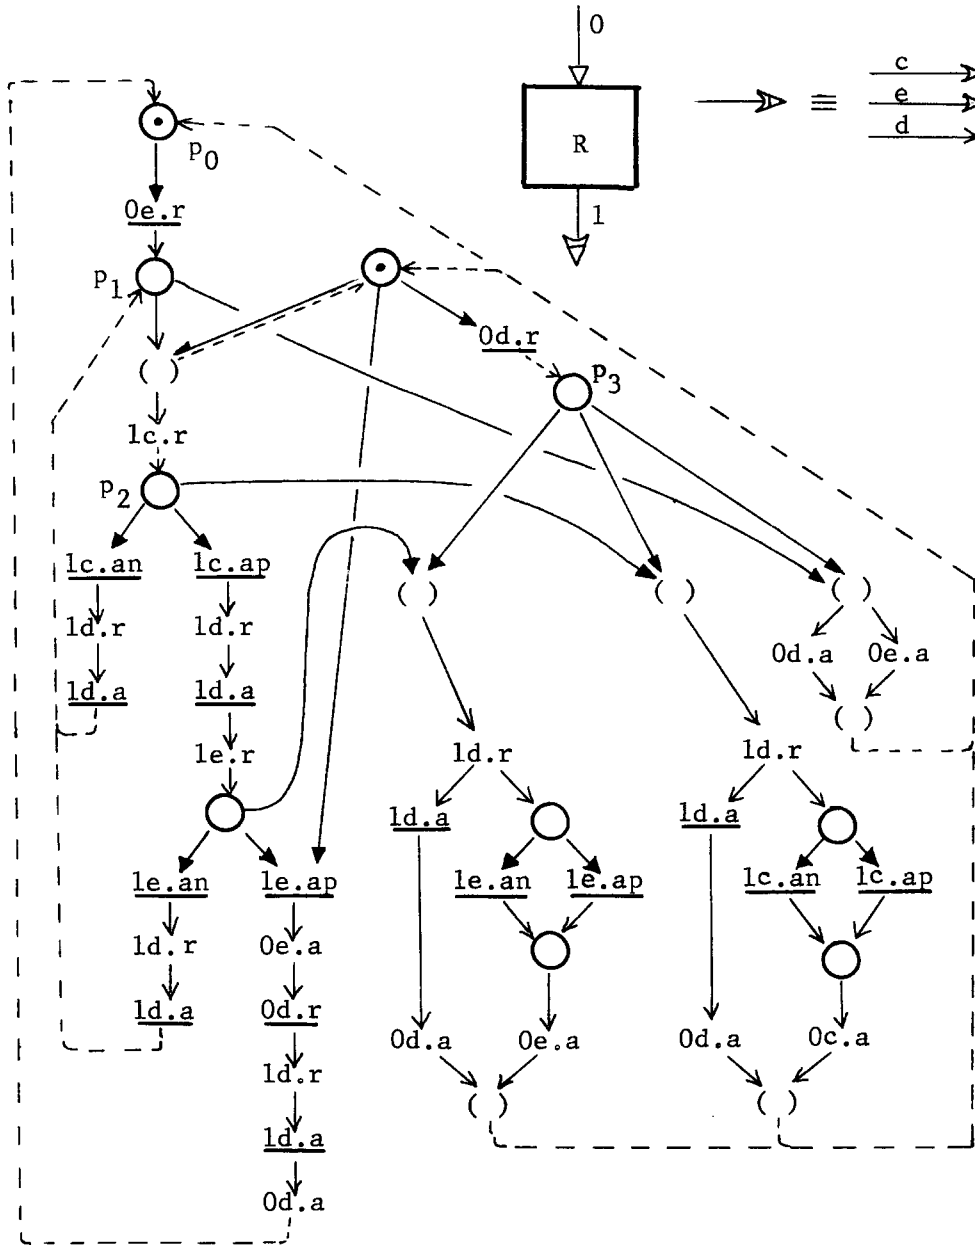 0
c
≡
e
d
R
p0
1
0e.r
p1
0d.r
p3
( )
1c.r
p2
1c.an 1c.ap
( ) ( ) ( )
1d.r 1d.r
0d.a 0e.a
1d.a 1d.a
( )
1e.r 1d.r 1d.r
1d.a 1d.a
1e.an 1e.ap 1e.an 1e.ap 1c.an 1c.ap
1d.r 0e.a
1d.a 0d.r
0d.a 0e.a 0d.a 0c.a
1d.r
( ) ( )
1d.a
0d.a